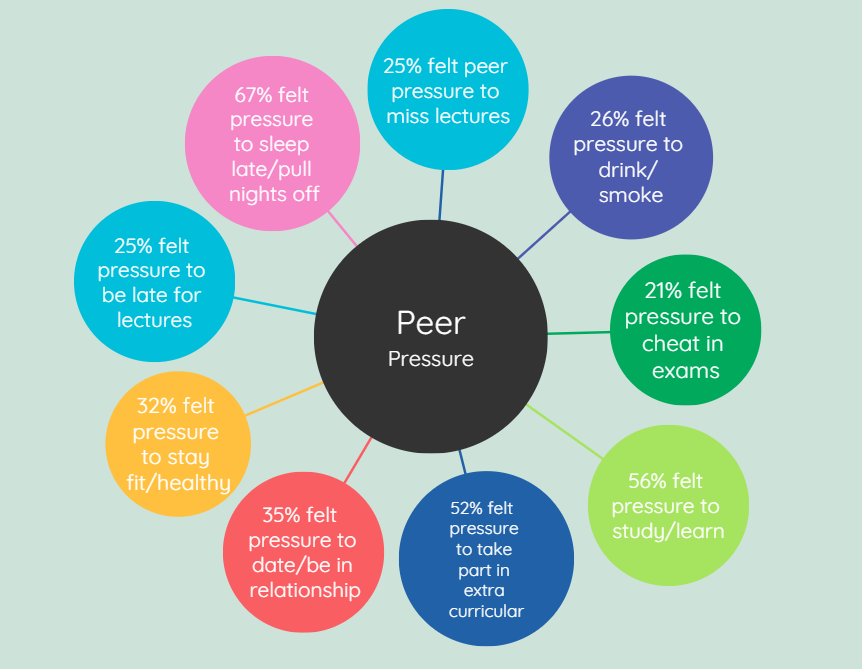 25% felt peer
pressure to
miss lectures
26% felt
pressure to
drink/
smoke
21% felt
pressure to
cheat in
exams
56% felt
pressure to
study/learn
52% felt
pressure
to take
part in
extra
curricular
35% felt
pressure to
date/be in
relationship
32% felt
pressure
to stay
fit/healthy
25% felt
pressure to
be late for
lectures
67% felt
pressure
to sleep
late/pull
nights off
Peer
Pressure